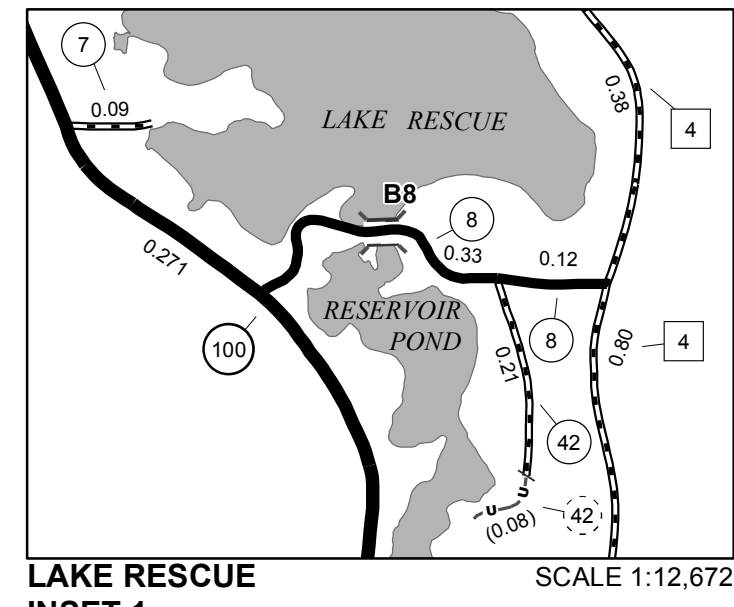 7
0.09
0.38
LAKE RESCUE
4
B8
8
0.33
0.12
0.271
RESERVOIR
POND
100
0.21
8
0.80
4
42
U
U
(0.08)
42
LAKE RESCUE
SCALE 1:12,672
INSET 1